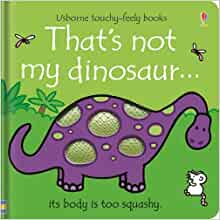 Usborne touchy-feely books
That's not
my dinosaur...
its body is too squashy.